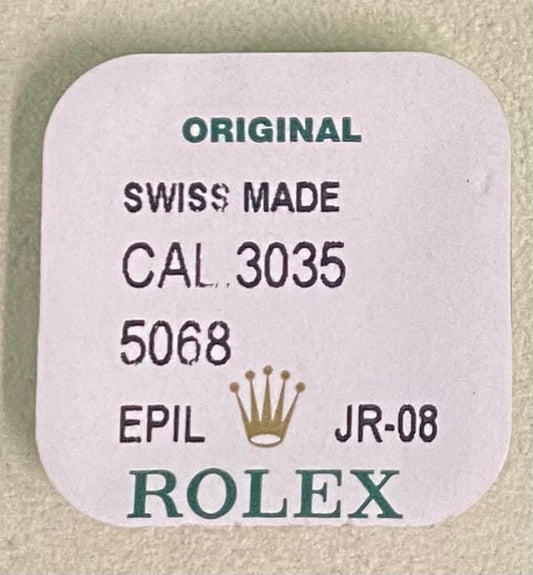 ORIGINAL
SWISS MADE
CAL. 3035
5068
EPIL JR-08
ROLEX